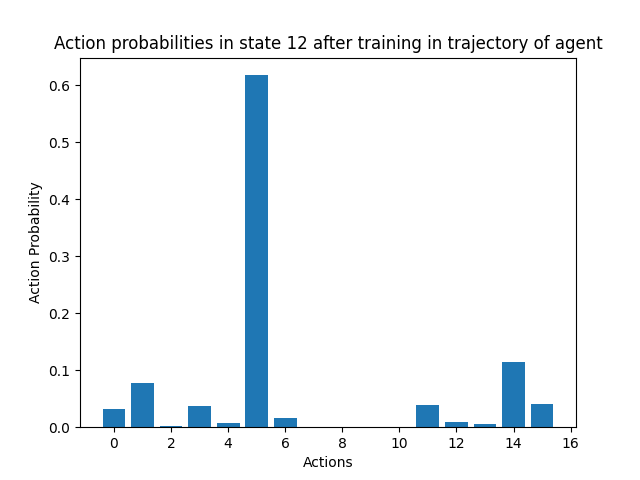 Action probabilities in state 12 after training in trajectory of agent
0.6
0.5
0.4
0.3
0.2
0.1
0.0
Action Probability
0 2 4 6 8 10 12 14 16
Actions